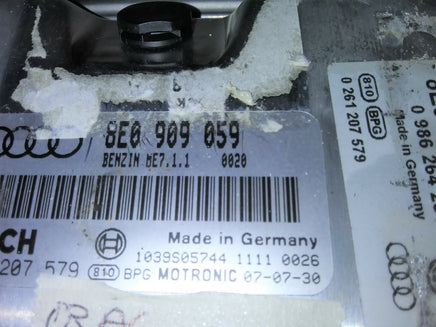 8E0 909 059
BENZIN ME7.1.1 0020
Made in Germany
1039S05744 1111 0026
207 579 810 BPG MOTRONIC 07-07-30
0 986 264
Made in Germany
810 BPG
0 261 207 579